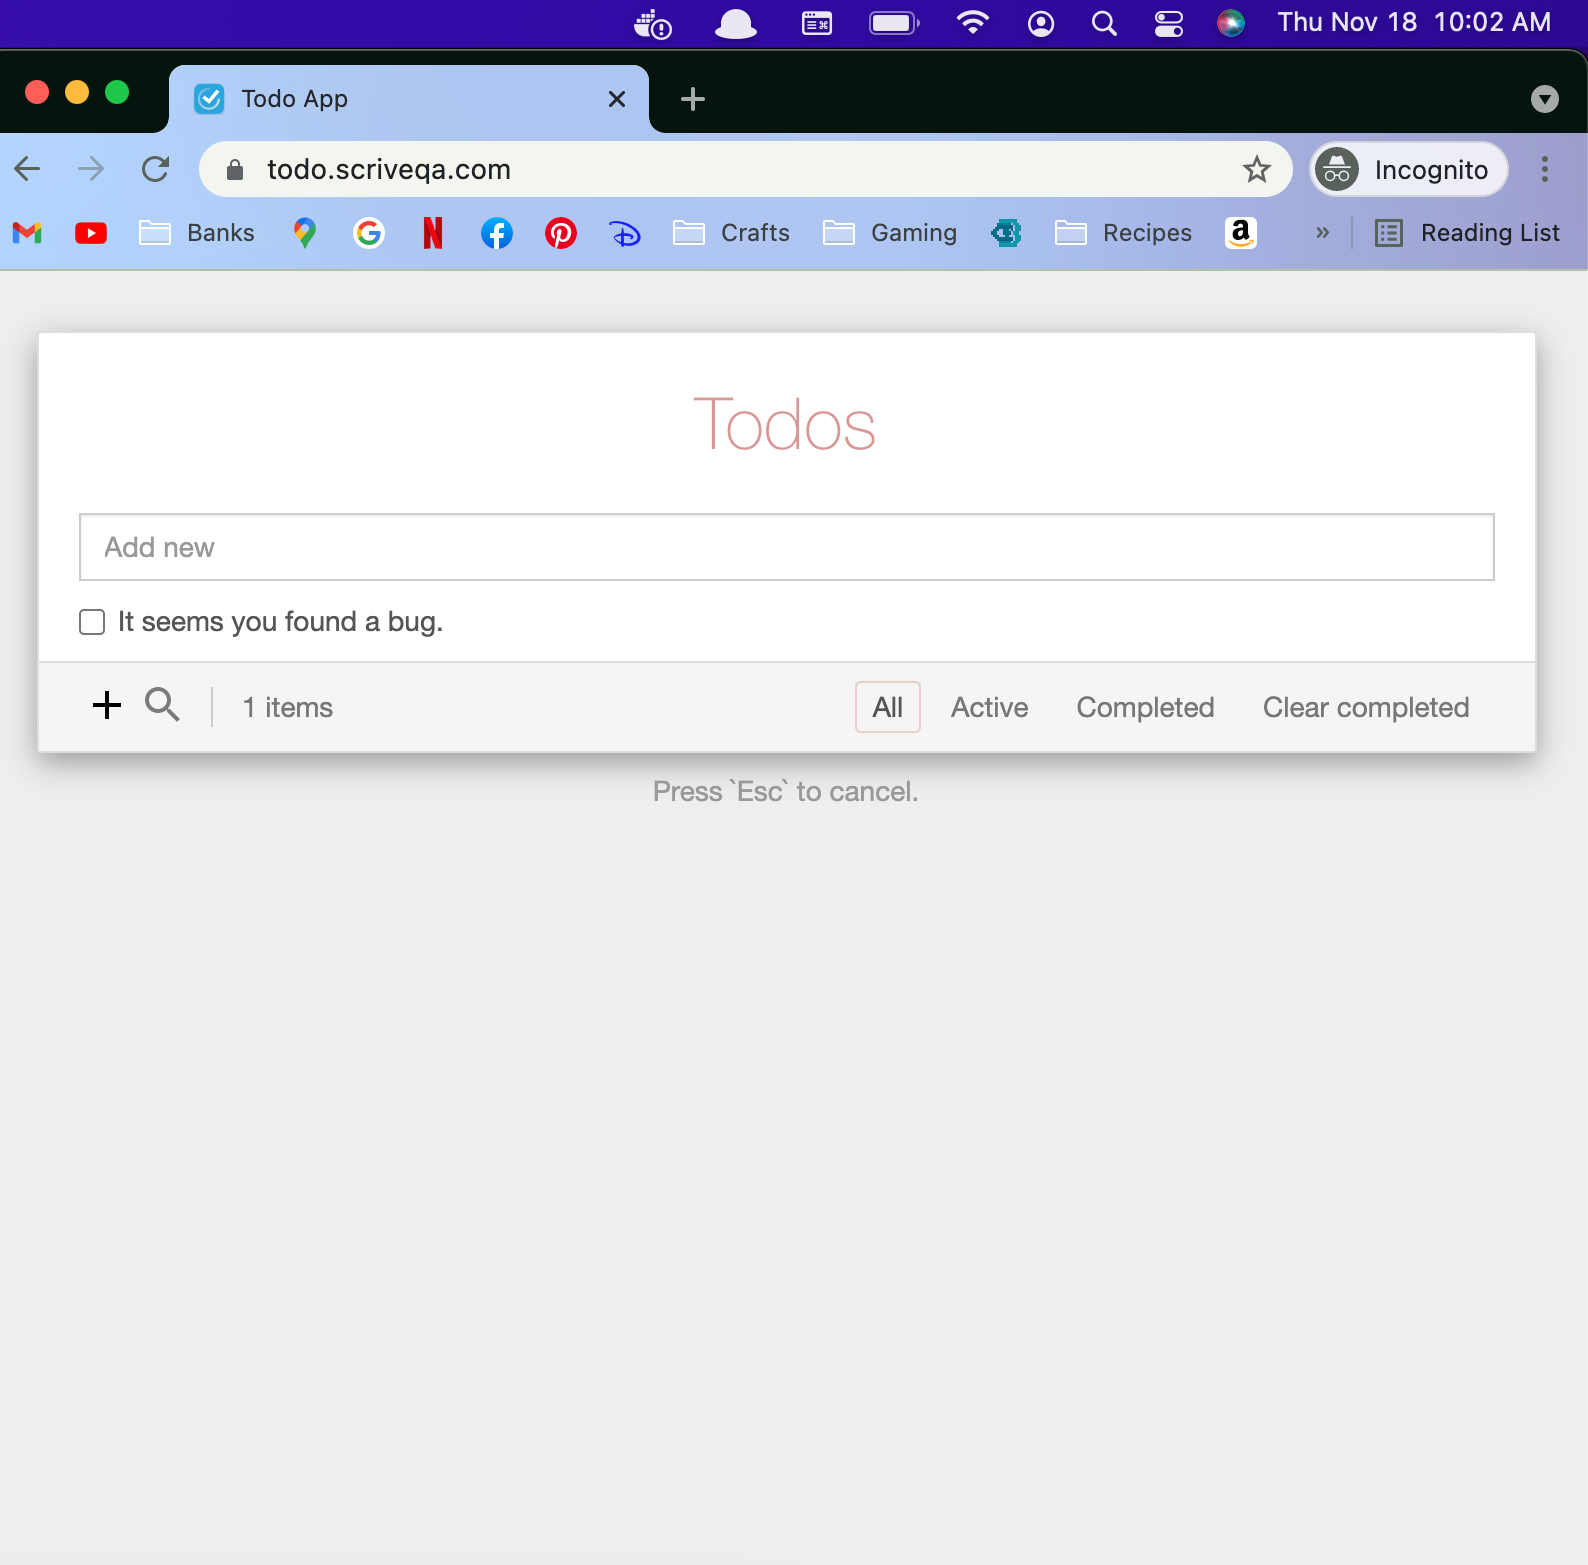 Thu Nov 18 10:02 AM
Todo App
todo.scriveqa.com
Incognito
Banks
Crafts
Gaming
Recipes
a
»
Reading List
Todos
Add new
It seems you found a bug.
1 items
All
Active
Completed
Clear completed
Press `Esc` to cancel.